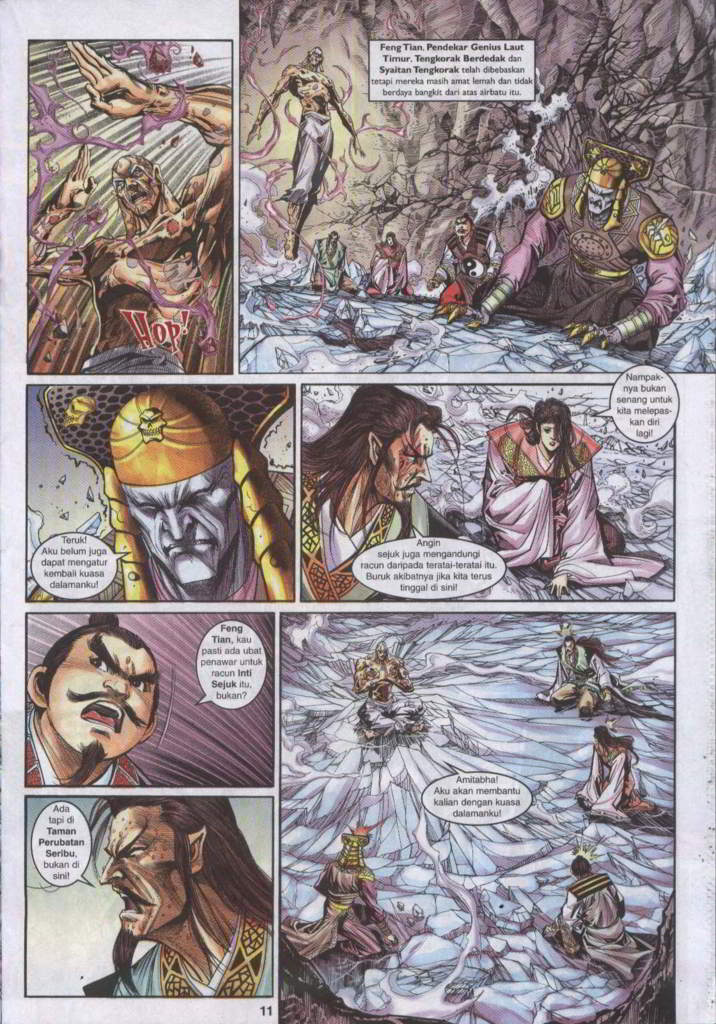 HOP!
Feng Tian, Pendekar Genius Laut
Timur, Tengkorak Berdedak dan
Syaitan Tengkorak telah dibebaskan
tetapi mereka masih amat lemah dan tidak
berdaya bangkit dari atas airbatu itu.
Teruk!
Aku belum juga
dapat mengatur
kembali kuasa
dalamanku!
Nampak-
nya bukan
senang untuk
kita melepas-
kan diri
lagi!
Angin
sejuk juga mengandungi
racun daripada teratai-teratai itu.
Buruk akibatnya jika kita terus
tinggal di sini!
Feng
Tian, kau
pasti ada ubat
penawar untuk
racun Inti
Sejuk itu,
bukan?
Ada
tapi di
Taman
Perubatan
Seribu,
bukan di
sini!
Amitabha!
Aku akan membantu
kalian dengan kuasa
dalamanku!
11